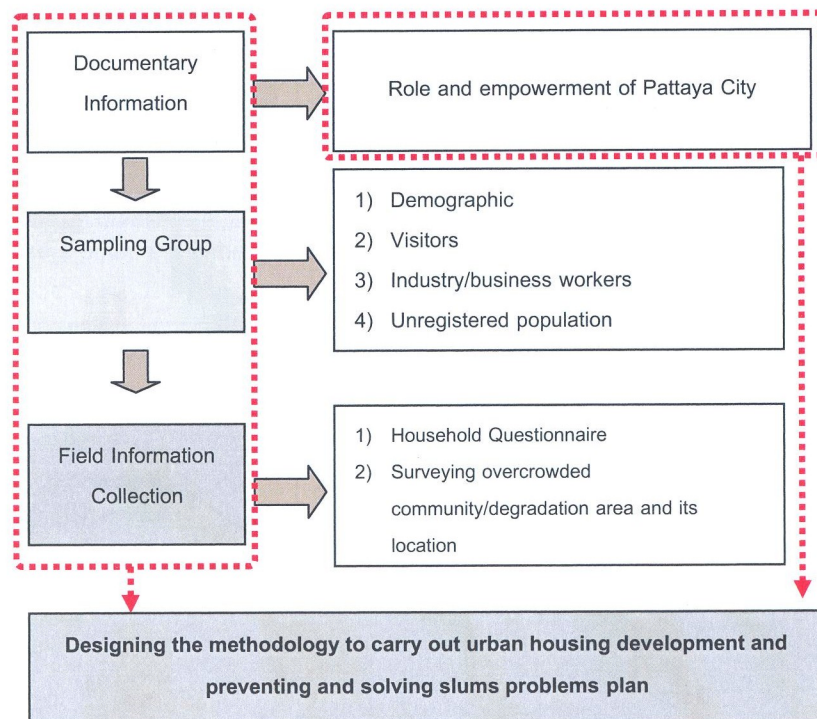 Documentary
Information
Role and empowerment of Pattaya City
Sampling Group
1) Demographic
2) Visitors
3) Industry/business workers
4) Unregistered population
Field Information
Collection
1) Household Questionnaire
2) Surveying overcrowded
community/degradation area and its
location
Designing the methodology to carry out urban housing development and
preventing and solving slums problems plan